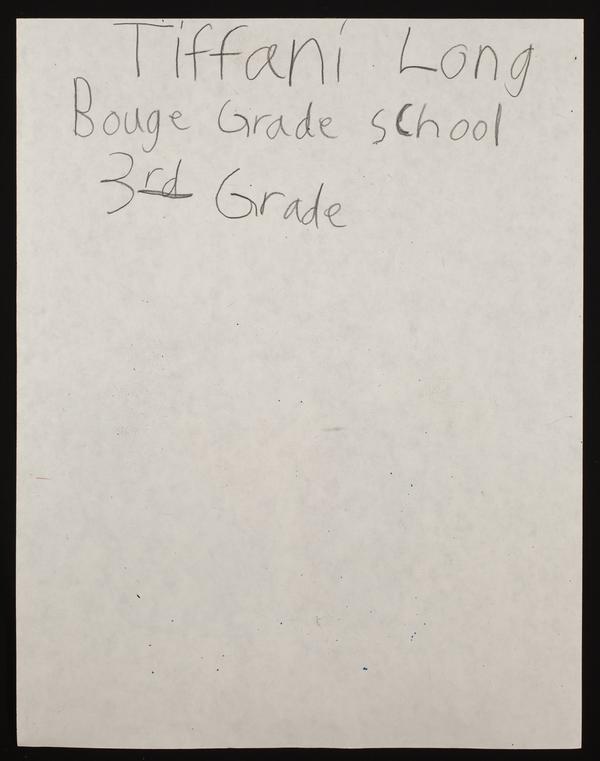 Tiffani Long
Bouge Grade school
3rd Grade